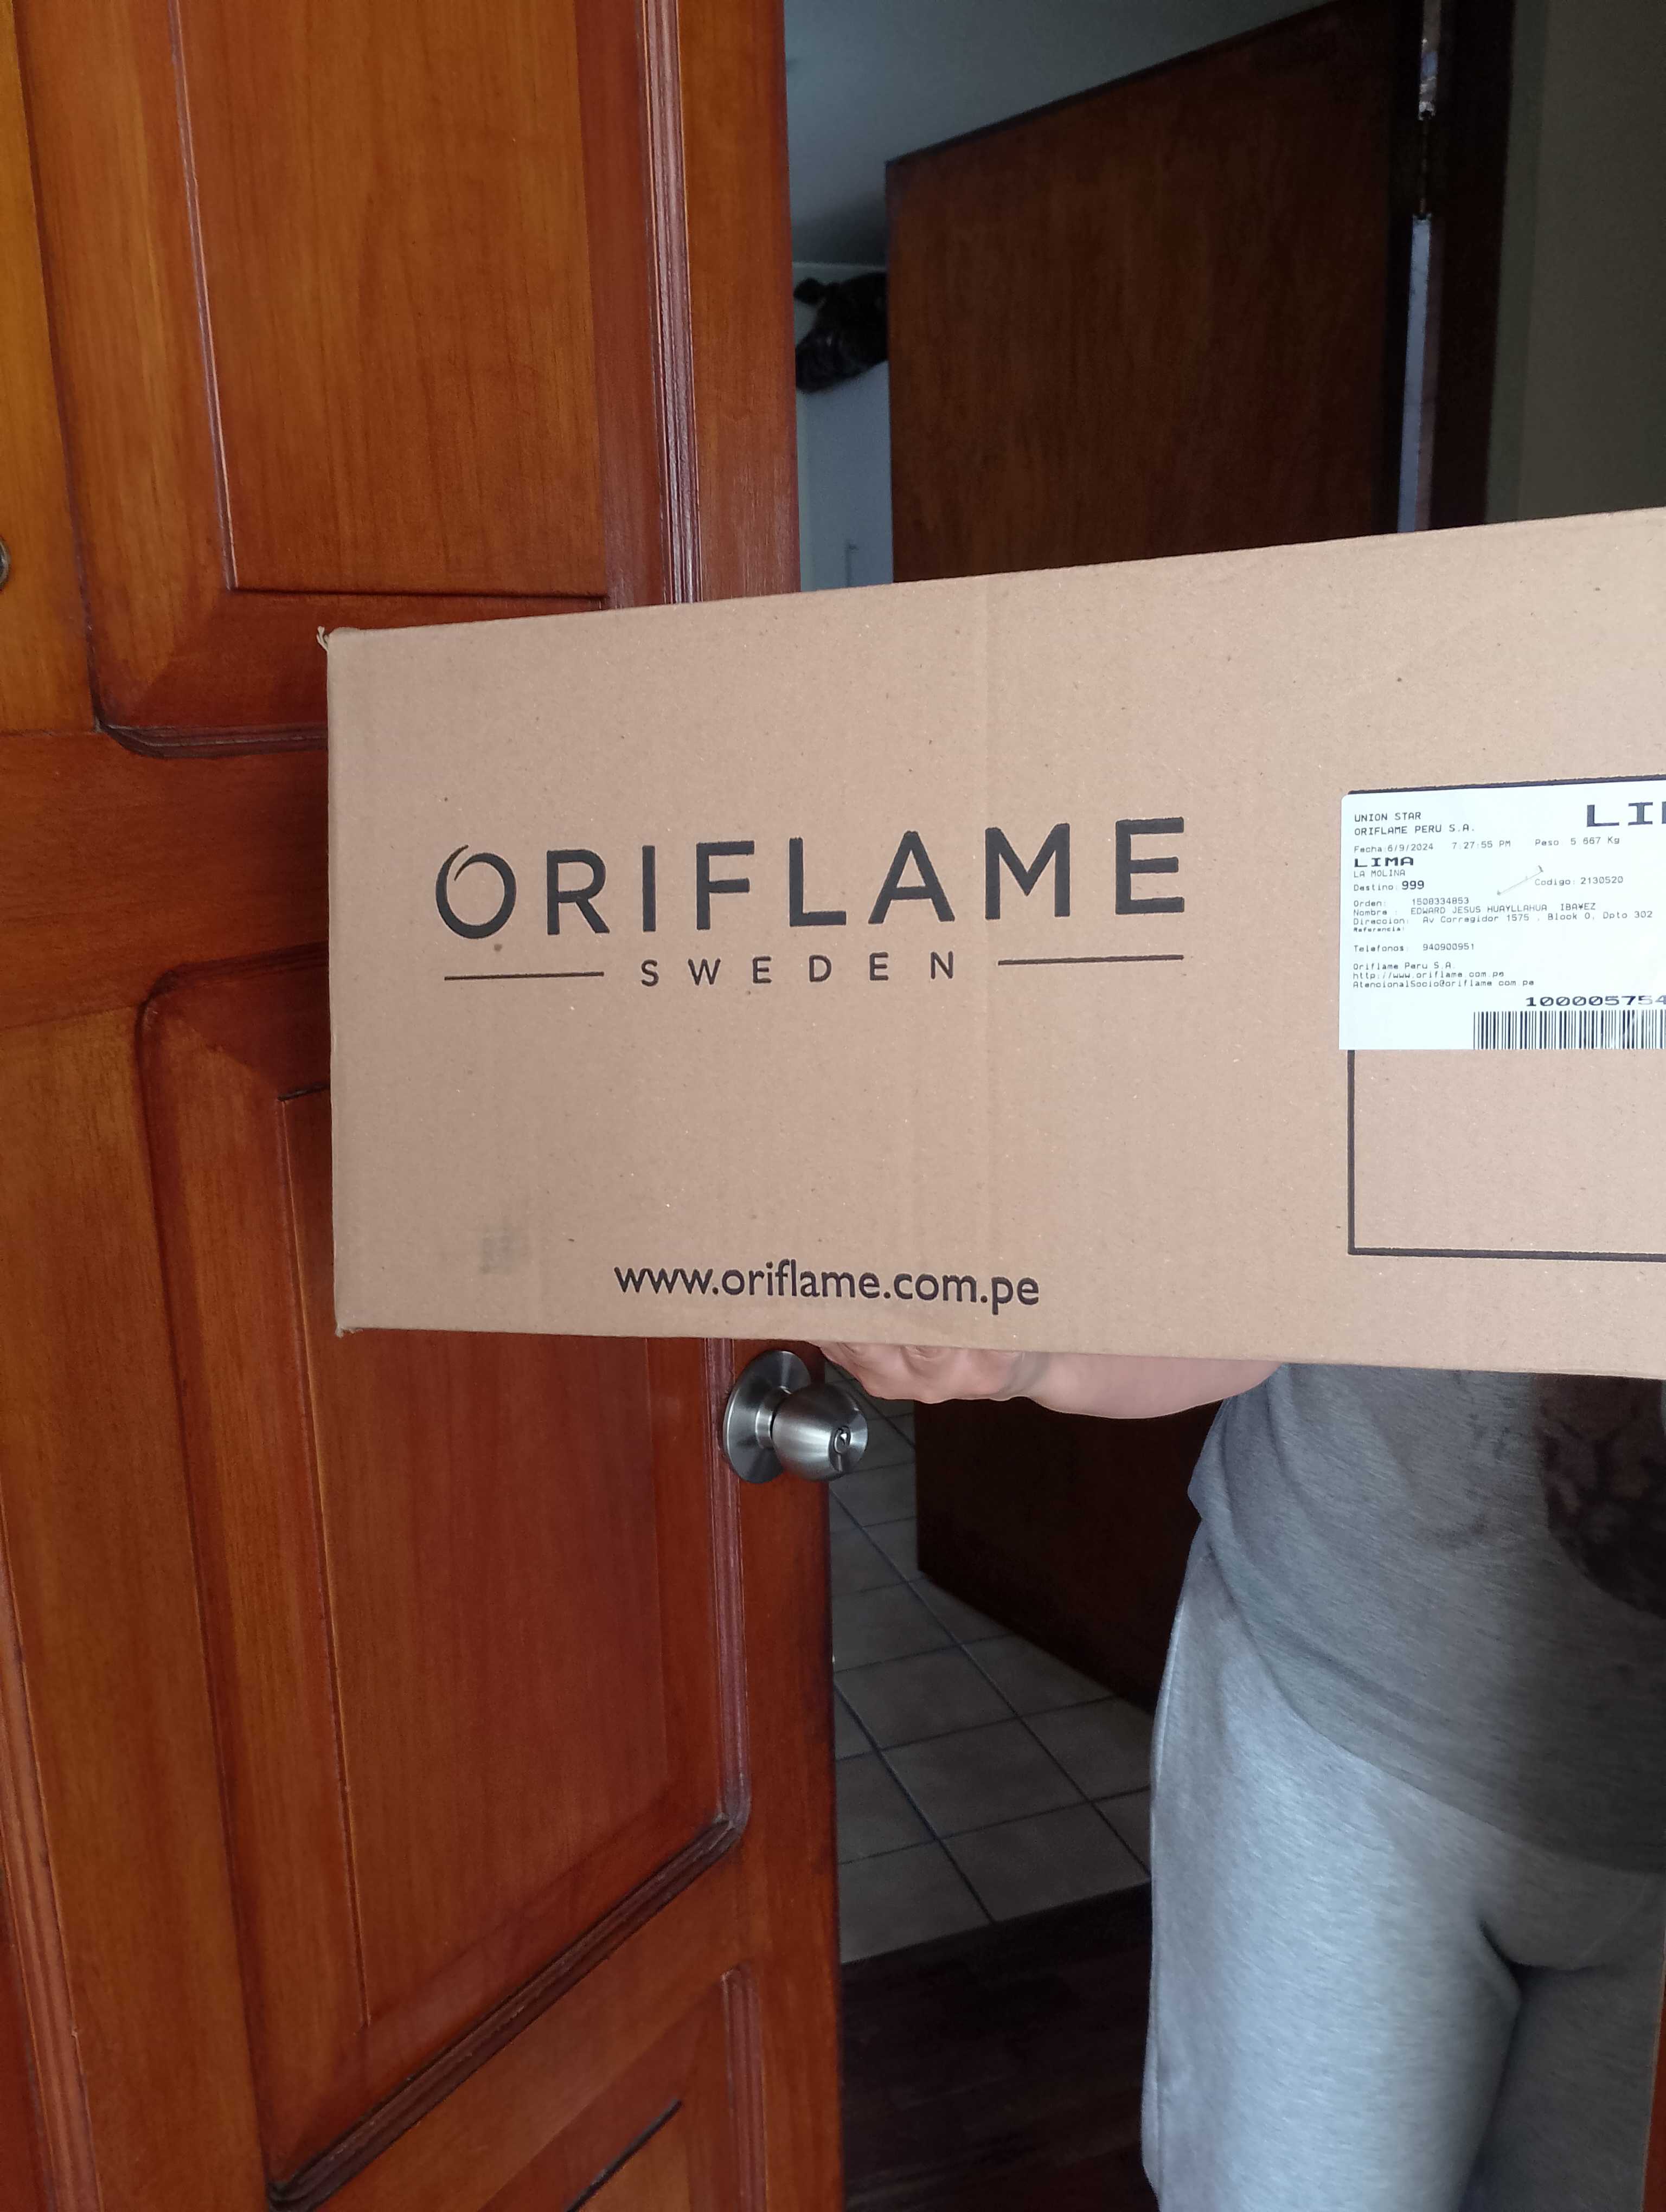 ORIFLAME
SWEDEN
www.oriflame.com.pe
UNION STAR
ORIFLAME PERU S.A.
Fecha:6/9/2024 7:27:55 PM Peso: 5.667 Kg
LIMA
LA MOLINA
Destino: 999 Codigo: 2130520
Orden: 1508334853
Nombre : EDWARD JESUS HUAYLLAHUA IBA¥EZ
Direccion: Av Corregidor 1575 , Block O, Dpto 302
Referencia:
Telefonos: 940900951
Oriflame Peru S.A.
http://www.oriflame.com.pe
AtencionalSocio@oriflame.com.pe